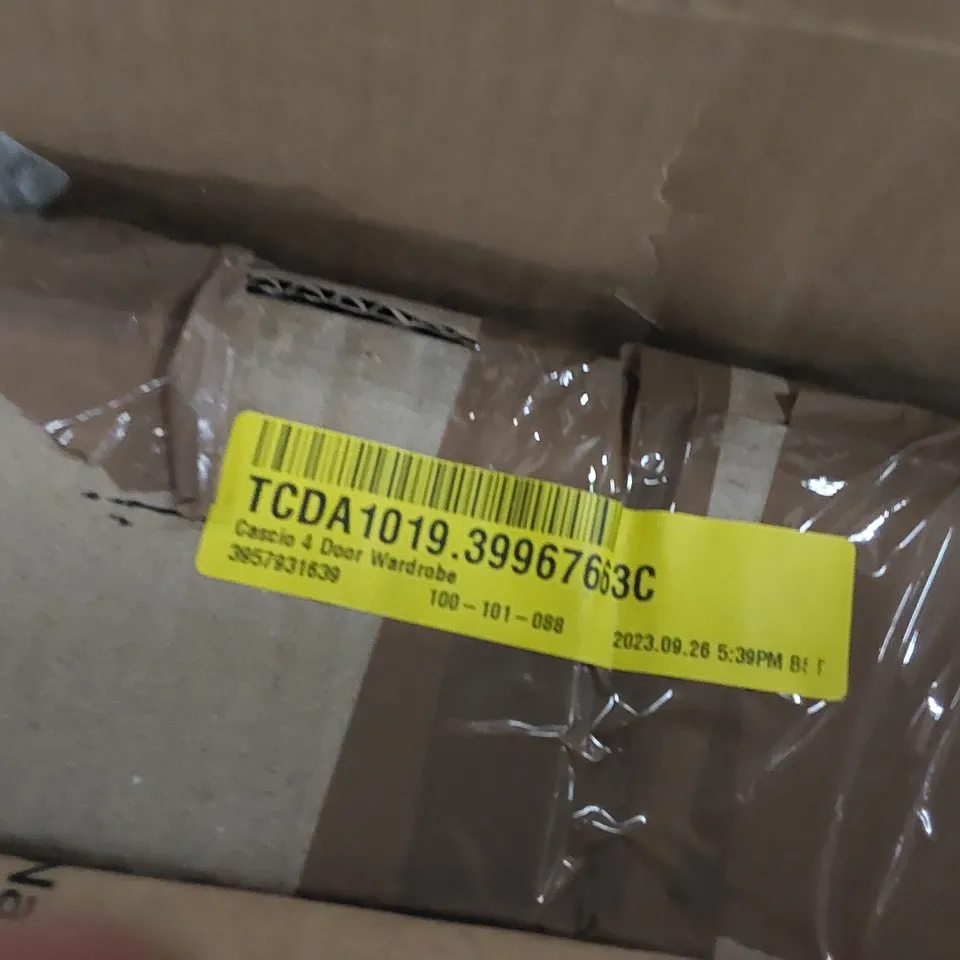 TCDA1019.39967663C
Cascio 4 Door Wardrobe
3957931639
100-101-088
2023.09.26 5:39PM